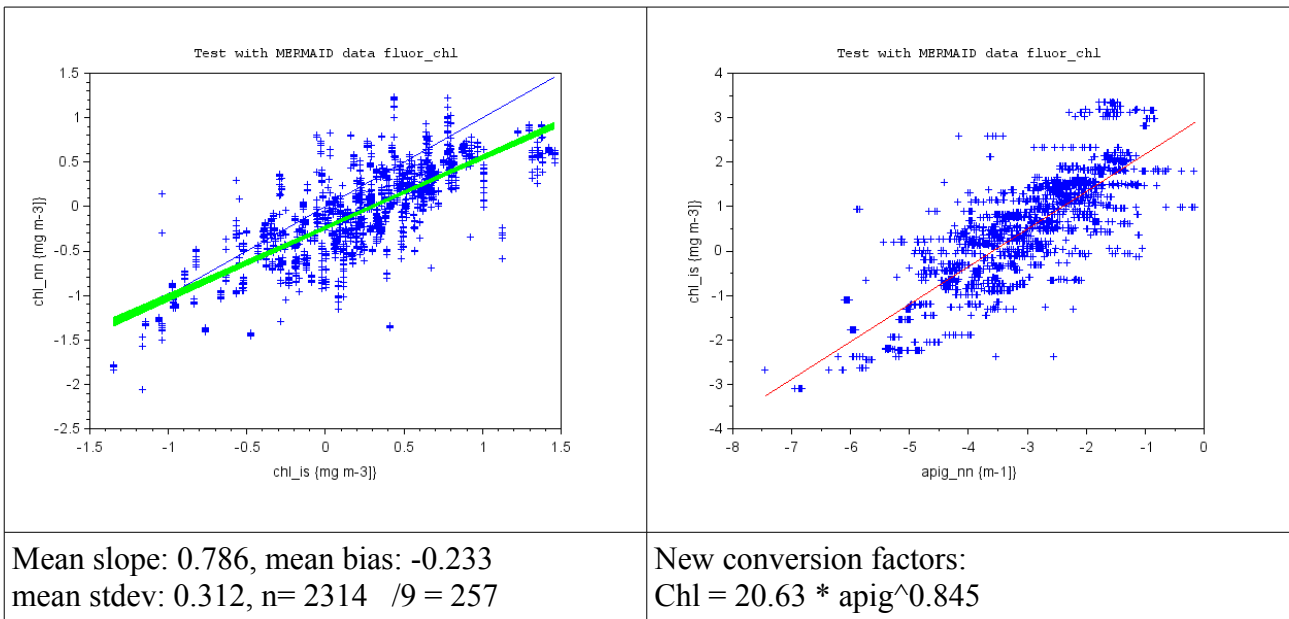 Test with MERMAID data fluor_chl
1.5
1
0.5
0
-0.5
-1
-1.5
-2
-2.5
chl_nn {mg m-3]}
-1.5 -1 -0.5 0 0.5 1 1.5
chl_is {mg m-3]}
Test with MERMAID data fluor_chl
4
3
2
1
0
-1
-2
-3
-4
chl_is {mg m-3]}
-8 -7 -6 -5 -4 -3 -2 -1 0
apig_nn {m-1]}
Mean slope: 0.786, mean bias: -0.233
mean stdev: 0.312, n= 2314 /9 = 257
New conversion factors:
Chl = 20.63 * apig^0.845